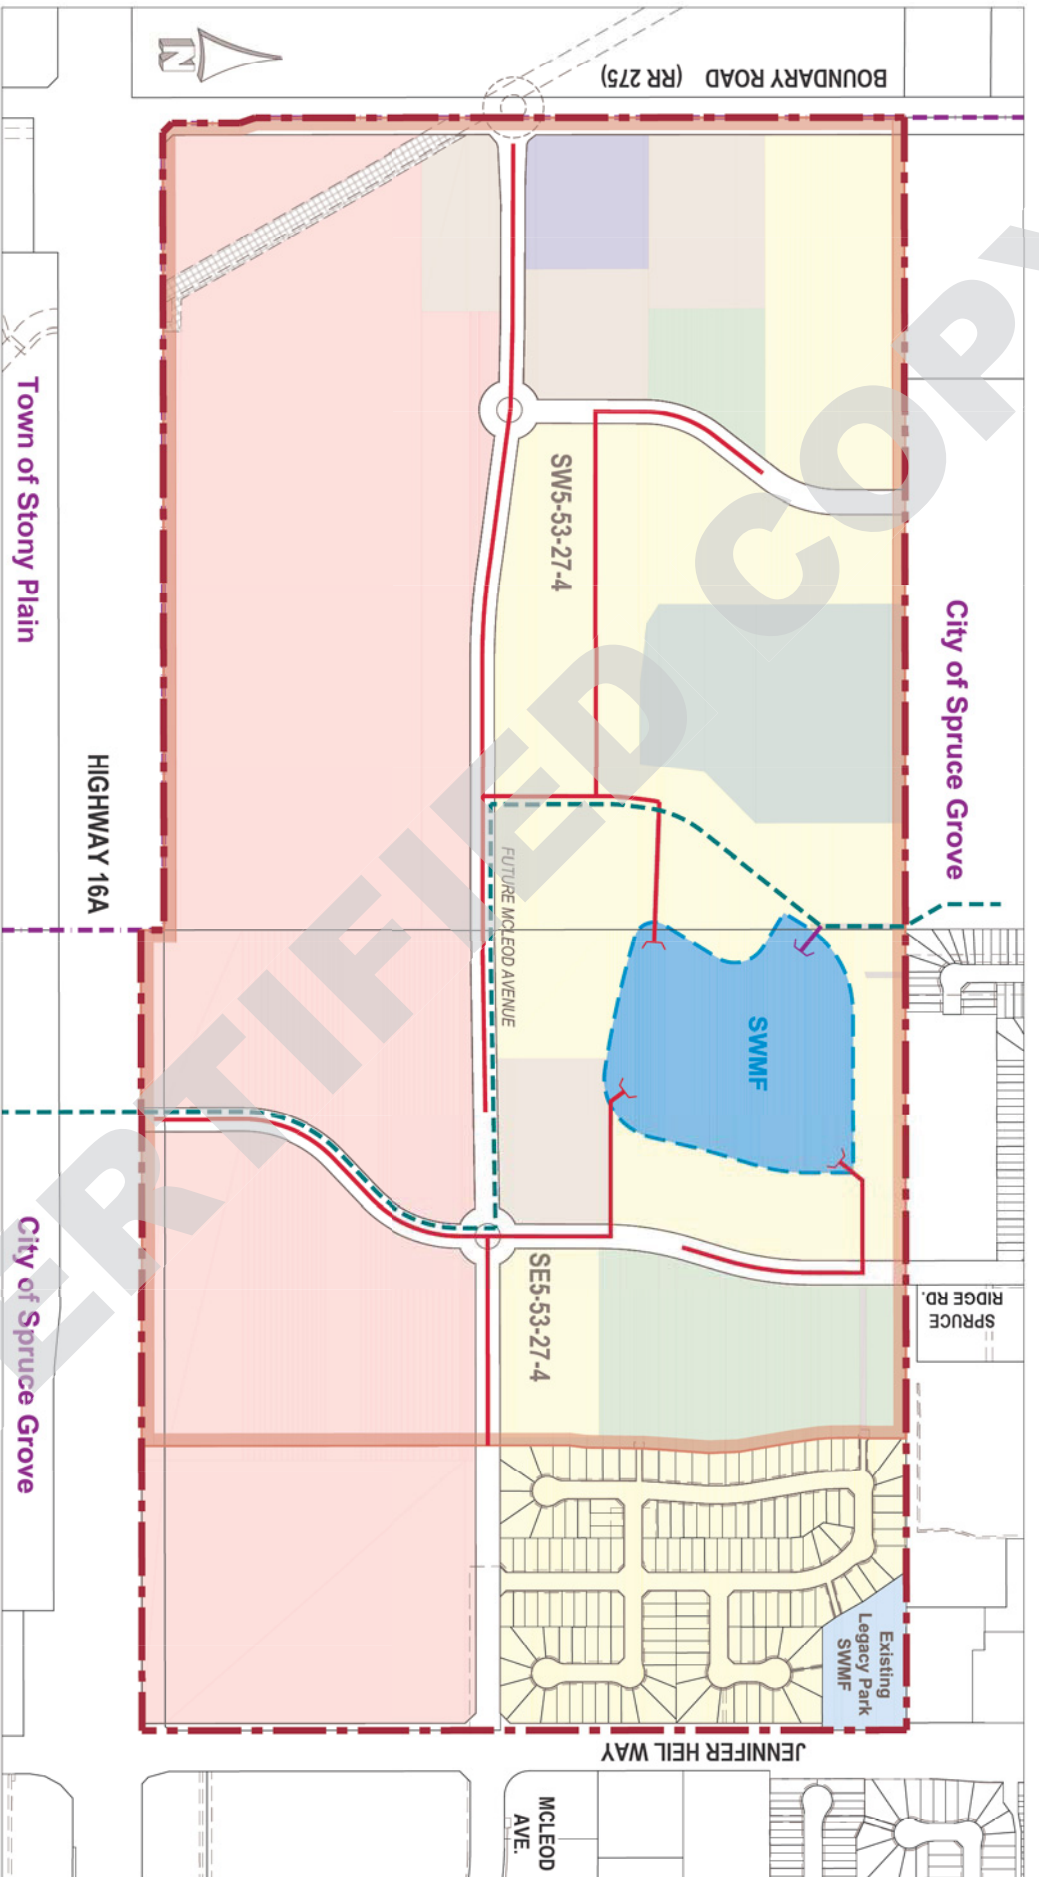 N
BOUNDARY ROAD (RR 275)
Town of Stony Plain
HIGHWAY 16A
City of Spruce Grove
SW5-53-27-4
City of Spruce Grove
FUTURE MCLEOD AVENUE
SWMF
SE5-53-27-4
SPRUCE
RIDGE RD.
Existing
Legacy Park
SWMF
JENNIFER HEIL WAY
MCLEOD
AVE.
ERTIFIED COPY